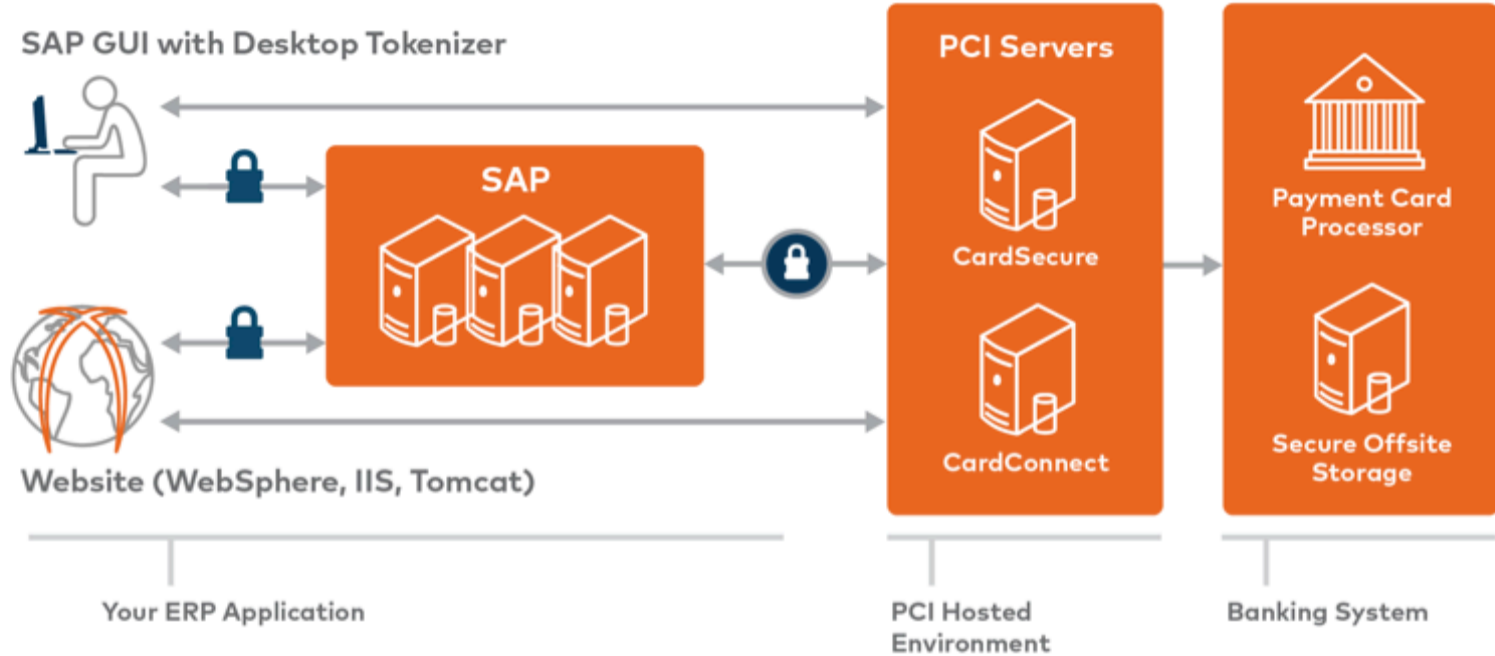 SAP GUI with Desktop Tokenizer
SAP
Website (WebSphere, IIS, Tomcat)
PCI Servers
CardSecure
CardConnect
Payment Card
Processor
Secure Offsite
Storage
Your ERP Application
PCI Hosted
Environment
Banking System